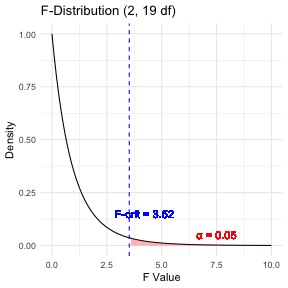 F-Distribution (2, 19 df)
1.00
0.75
0.50
0.25
0.00
Density
F-crit = 3.52
α = 0.05
0.0 2.5 5.0 7.5 10.0
F Value